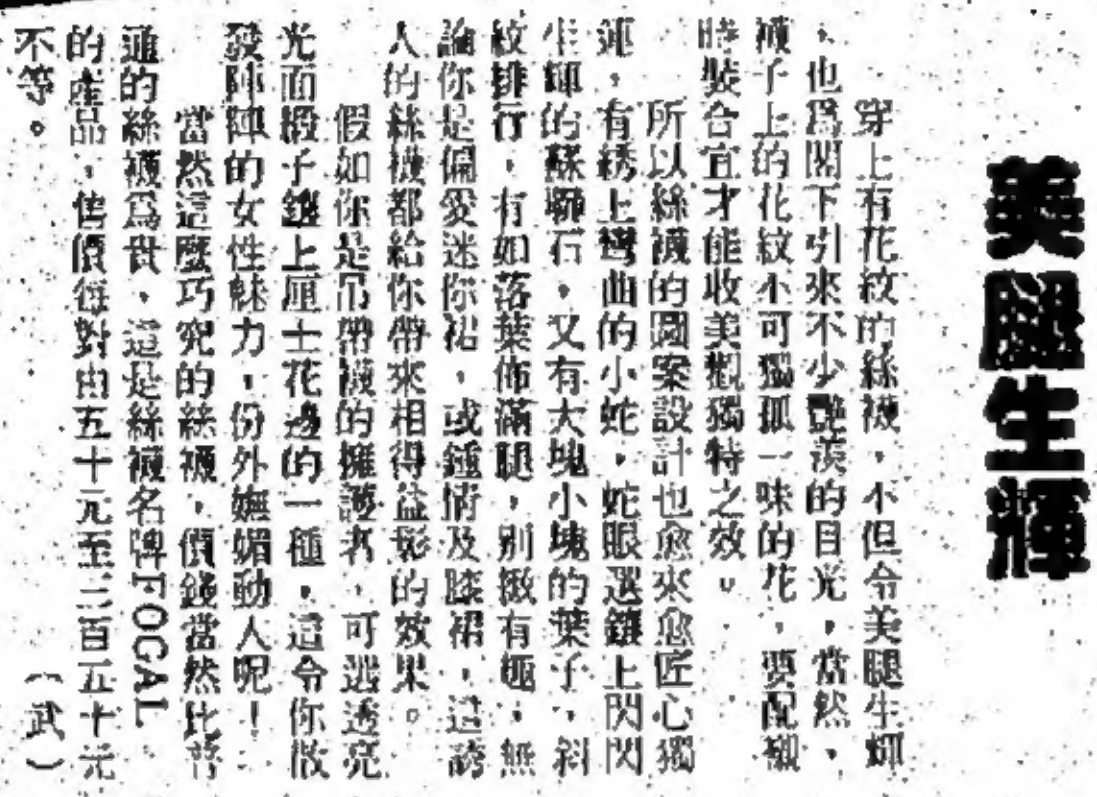 美腿生輝
穿上有花紋的絲襪，不但令美腿生輝
，也爲閣下引來不少艷羡的目光，當然，
襪子上的花紋不可獨孤一味的花，要配襯
時裝合宜才能收美觀獨特之效。
所以絲襪的圖案設計也愈來愈匠心獨
運，有綉上彎曲的小蛇，蛇眼選鑲上閃閃
生輝的蘇聯石，又有大塊小塊的葉子，斜
紋排行，有如落葉佈滿腿，別緻有趣，無
論你是偏愛迷你裙，或鍾情及膝裙，這誘
人的絲襪都給你帶來相得益彰的效果。
假如你是吊帶襪的擁護者，可選透亮
光面緞子鑲上厘士花邊的一種，這令你散
發陣陣的女性魅力，份外嫵媚動人呢！
當然這麼巧究的絲襪，價錢當然比普
通的絲襪爲貴，這是絲襪名牌FOGAL
的產品，售價每對由五十元至三百五十元
不等。（武）